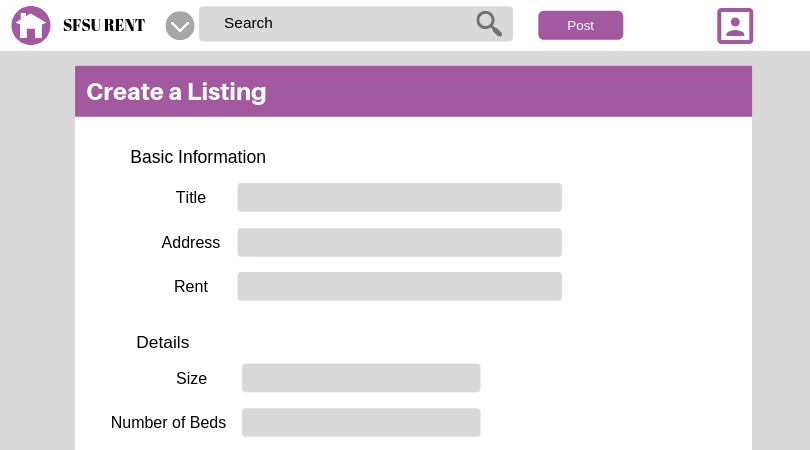 SFSU RENT
Search
Post
Create a Listing
Basic Information
Title
Address
Rent
Details
Size
Number of Beds